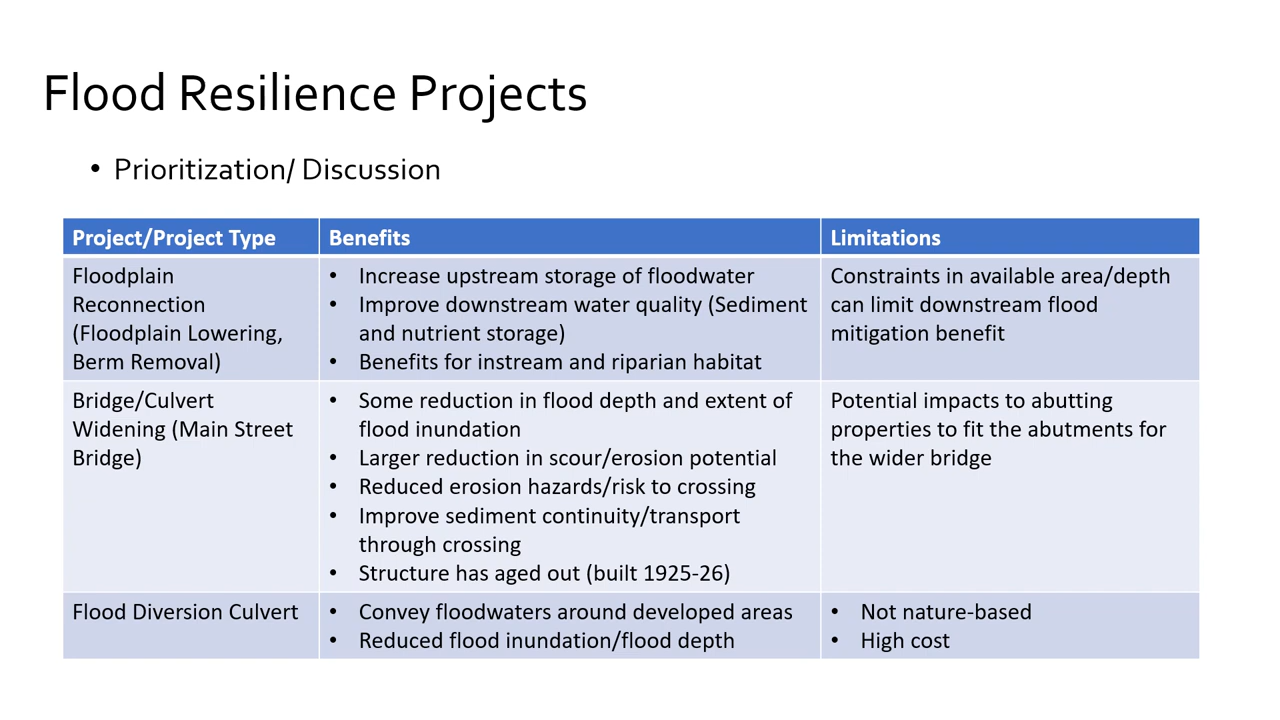 Flood Resilience Projects
• Prioritization/ Discussion
Project/Project Type
Benefits
Limitations
Floodplain
Reconnection
(Floodplain Lowering,
Berm Removal)
• Increase upstream storage of floodwater
• Improve downstream water quality (Sediment
and nutrient storage)
• Benefits for instream and riparian habitat
Constraints in available area/depth
can limit downstream flood
mitigation benefit
Bridge/Culvert
Widening (Main Street
Bridge)
• Some reduction in flood depth and extent of
flood inundation
• Larger reduction in scour/erosion potential
• Reduced erosion hazards/risk to crossing
• Improve sediment continuity/transport
through crossing
• Structure has aged out (built 1925-26)
Potential impacts to abutting
properties to fit the abutments for
the wider bridge
Flood Diversion Culvert
• Convey floodwaters around developed areas
• Reduced flood inundation/flood depth
• Not nature-based
• High cost